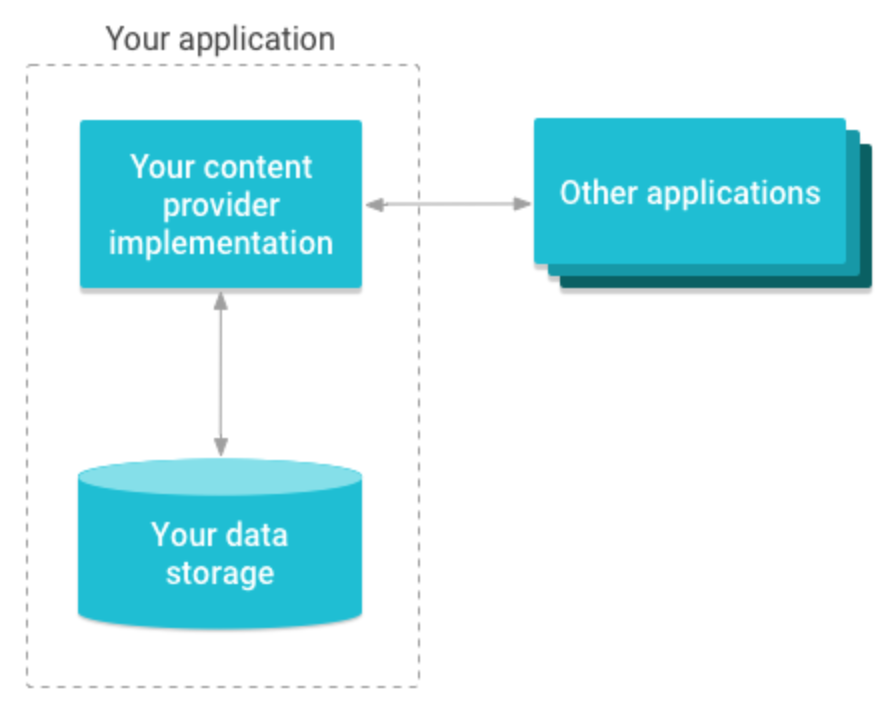 Your application
Your content
provider
implementation
Other applications
Your data
storage